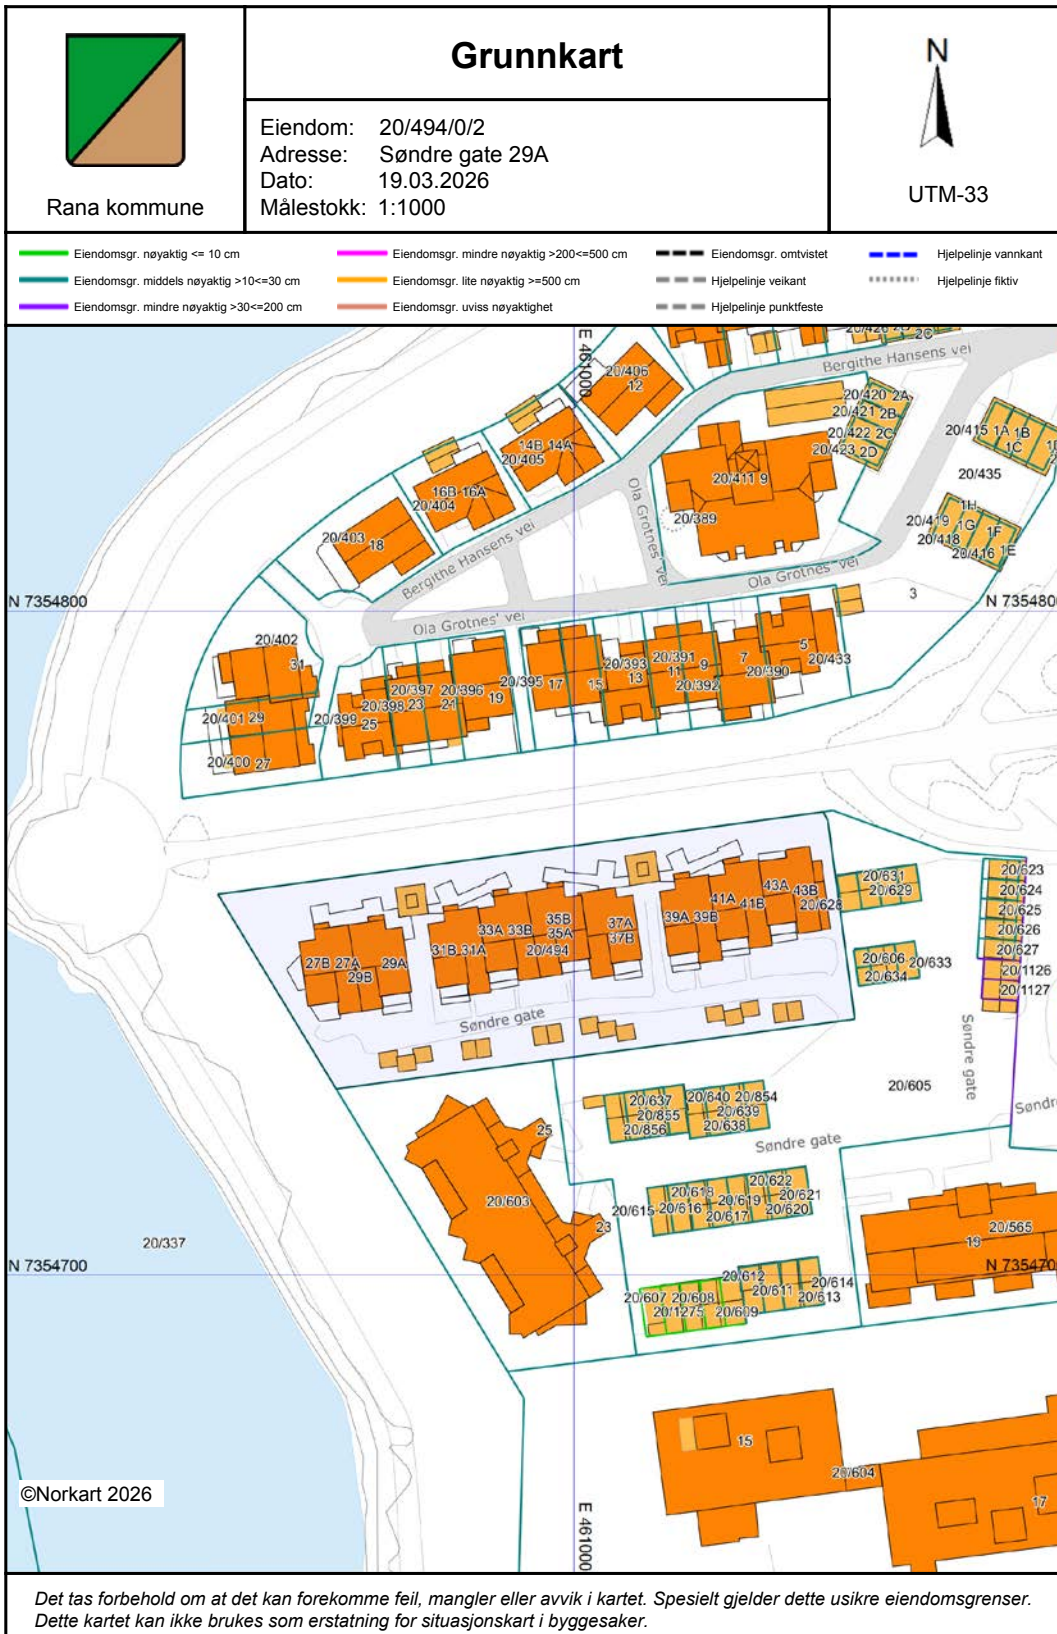 Grunnkart
Rana kommune
Eiendom: 20/494/0/2
Adresse: Søndre gate 29A
Dato: 19.03.2026
Målestokk: 1:1000
N
UTM-33
Eiendomsgr. nøyaktig <= 10 cm
Eiendomsgr. middels nøyaktig >10<=30 cm
Eiendomsgr. mindre nøyaktig >30<=200 cm
Eiendomsgr. mindre nøyaktig >200<=500 cm
Eiendomsgr. lite nøyaktig >=500 cm
Eiendomsgr. uviss nøyaktighet
Eiendomsgr. omtvistet
Hjelpelinje veikant
Hjelpelinje punktfeste
Hjelpelinje vannkant
Hjelpelinje fiktiv
E 461000
20/426
2C
Bergithe Hansens vei
20/406
12
20/420 2A
20/421 2B
20/422 2C
20/423 2D
14B 14A
20/405
20/415 1A 1B
1C
20/435
16B 16A
20/404
20/411 9
20/389
20/403
18
1H
20/419 1G
20/418 1F
20/416 1E
Bergithe Hansens vei
Ola Grotnes' vei
Ola Grotnes' vei
3
N 7354800
N 7354800
Ola Grotnes' vei
20/402
31
20/401 29
20/400 27
20/399
20/398
25
20/397
23
20/396
21
19
20/395
17
15
20/393
13
20/391
11
9
20/392
7
20/390
5
20/433
20/631
20/629
20/628
20/623
20/624
20/625
20/626
20/627
20/1126
20/1127
43A
43B
41A
41B
39A 39B
37A
37B
35B
35A
20/494
33A 33B
31B 31A
27B 27A
29B
29A
20/606
20/633
20/634
Søndre gate
Søndre gate
20/605
20/637
20/855
20/856
20/640 20/854
20/639
20/638
Søndre gate
25
20/603
23
20/615
20/618
20/616
20/622
20/619
20/621
20/617
20/620
20/565
19
20/337
N 7354700
20/612
20/614
20/607 20/608
20/611
20/613
20/1275
20/609
15
20/604
17
©Norkart 2026
E 461000
Det tas forbehold om at det kan forekomme feil, mangler eller avvik i kartet. Spesielt gjelder dette usikre eiendomsgrenser.
Dette kartet kan ikke brukes som erstatning for situasjonskart i byggesaker.